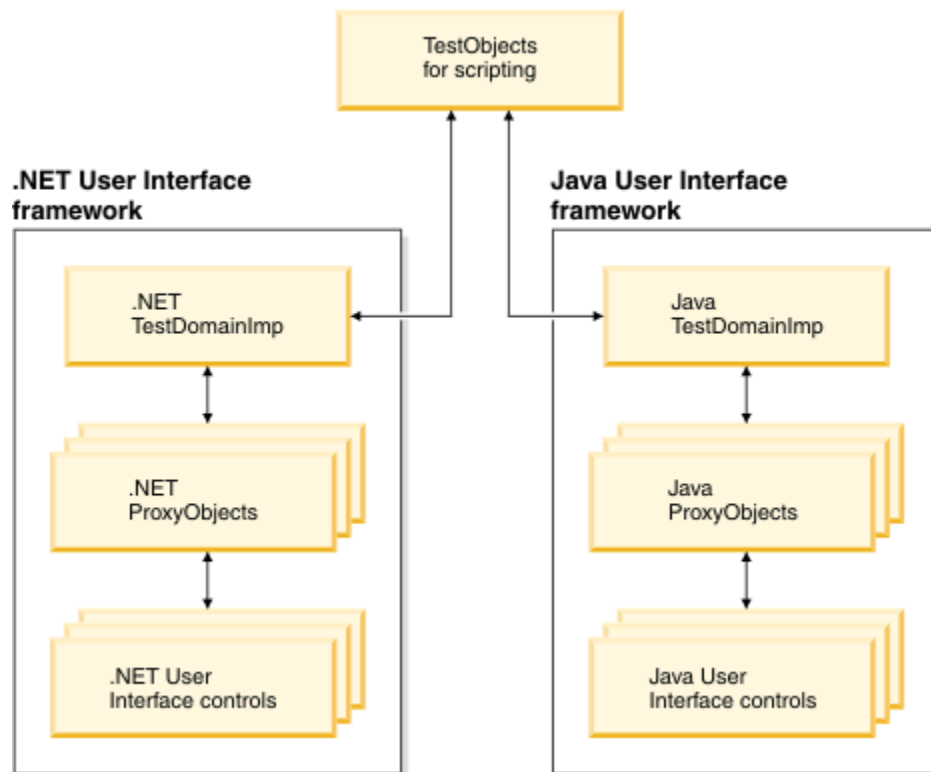 TestObjects
for scripting
.NET User Interface
framework
.NET
TestDomainImp
.NET
ProxyObjects
.NET User
Interface controls
Java User Interface
framework
Java
TestDomainImp
Java
ProxyObjects
Java User
Interface controls